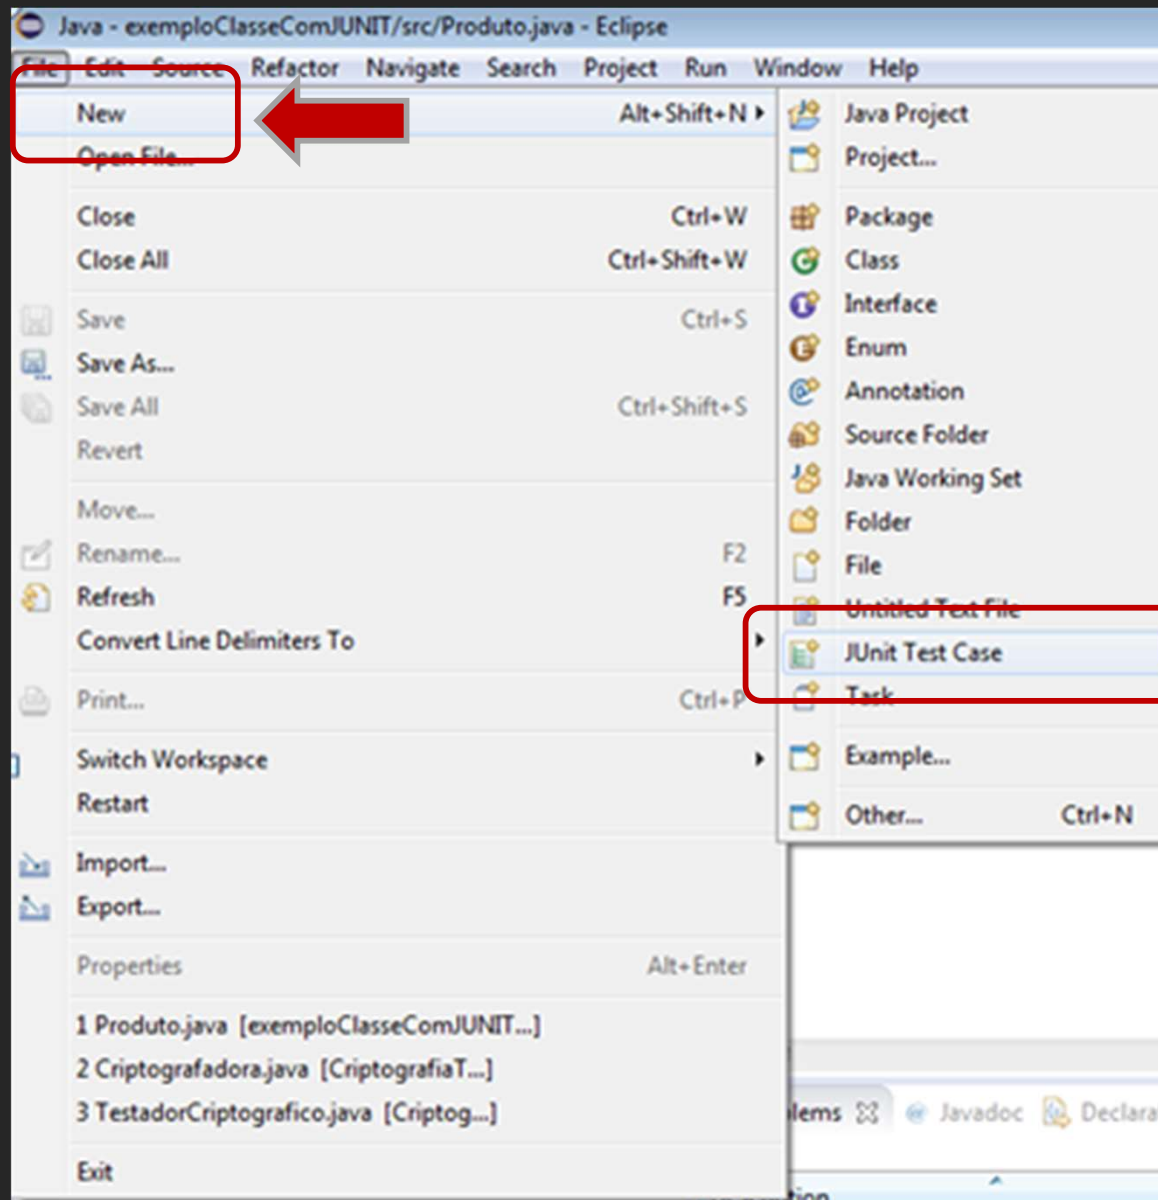 Java - exemploClasseComJUNIT/src/Produto.java - Eclipse
File Edit Source Refactor Navigate Search Project Run Window Help
New Alt+Shift+N
Open File...
Close Ctrl+W
Close All Ctrl+Shift+W
Save Ctrl+S
Save As...
Save All Ctrl+Shift+S
Revert
Move...
Rename... F2
Refresh F5
Convert Line Delimiters To
Print... Ctrl+P
Switch Workspace
Restart
Import...
Export...
Properties Alt+Enter
1 Produto.java [exemploClasseComJUNIT...]
2 Criptografadora.java [CriptografiaT...]
3 TestadorCriptografico.java [Criptog...]
Exit
Java Project
Project...
Package
Class
Interface
Enum
Annotation
Source Folder
Java Working Set
Folder
File
Untitled Text File
JUnit Test Case
Task
Example...
Other... Ctrl+N
lems Javadoc Declara
tion